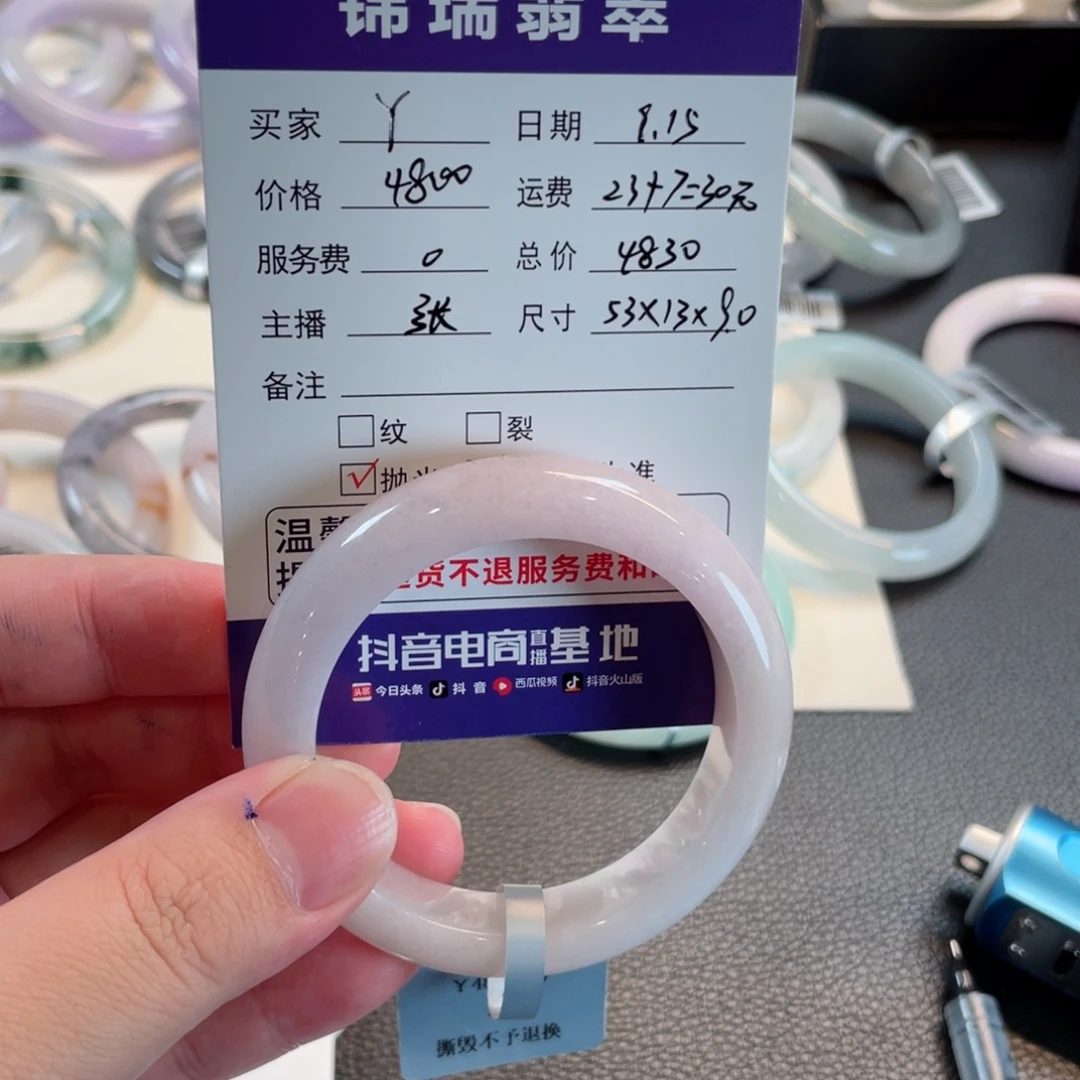 锦瑞翡翠
买家 Y 日期 9.15
价格 4800 运费 23+7=30元
服务费 0 总价 4830
主播 张 尺寸 53X13x9.0
备注
纹 裂
抛
温馨
货不退服务费和
抖音电商直播基地
头条 今日头条 抖音 西瓜视频 抖音火山版
撕毁不予退换